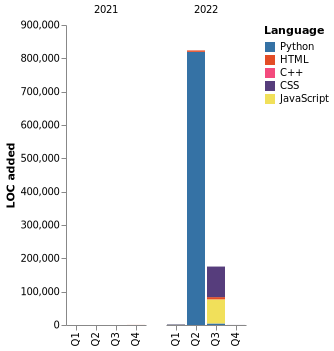 2021
2022
Language
Python
HTML
C++
CSS
JavaScript
LOC added
900,000
800,000
700,000
600,000
500,000
400,000
300,000
200,000
100,000
0
Q1
Q2
Q3
Q4
Q1
Q2
Q3
Q4